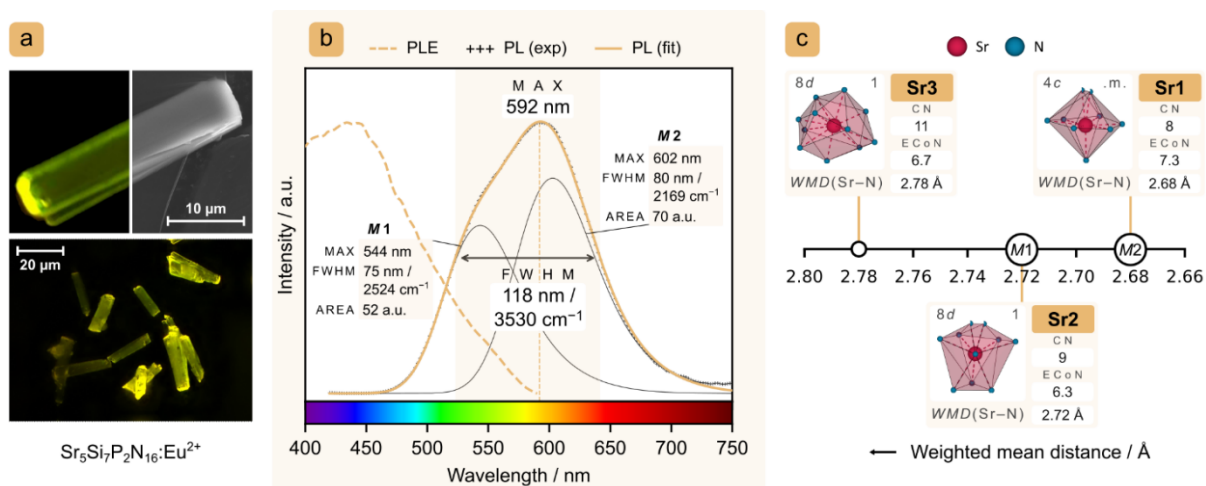 a
10 µm
20 µm
Sr₅Si₇P₂N₁₆:Eu²⁺
b
PLE
+++ PL (exp)
PL (fit)
Intensity / a.u.
M A X
592 nm
M1
MAX 544 nm
FWHM 75 nm /
2524 cm⁻¹
AREA 52 a.u.
M2
MAX 602 nm
FWHM 80 nm /
2169 cm⁻¹
AREA 70 a.u.
F W H M
118 nm /
3530 cm⁻¹
400 450 500 550 600 650 700 750
Wavelength / nm
c
Sr N
8d 1
Sr3
CN
11
ECoN
6.7
WMD(Sr–N) 2.78 Å
4c .m.
Sr1
CN
8
ECoN
7.3
WMD(Sr–N) 2.68 Å
M1 M2
2.80 2.78 2.76 2.74 2.72 2.70 2.68 2.66
8d 1
Sr2
CN
9
ECoN
6.3
WMD(Sr–N) 2.72 Å
← Weighted mean distance / Å